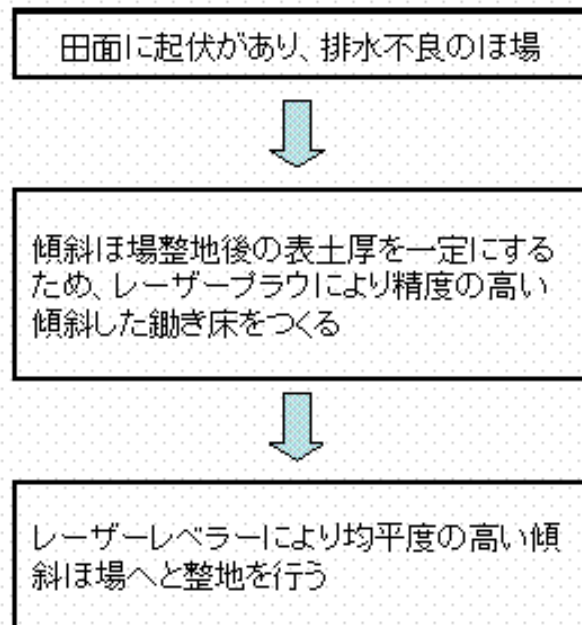 田面に起伏があり、排水不良のほ場
傾斜ほ場整地後の表土厚を一定にする
ため、レーザープラウにより精度の高い
傾斜した鋤き床をつくる
レーザーレベラーにより均平度の高い傾
斜ほ場へと整地を行う